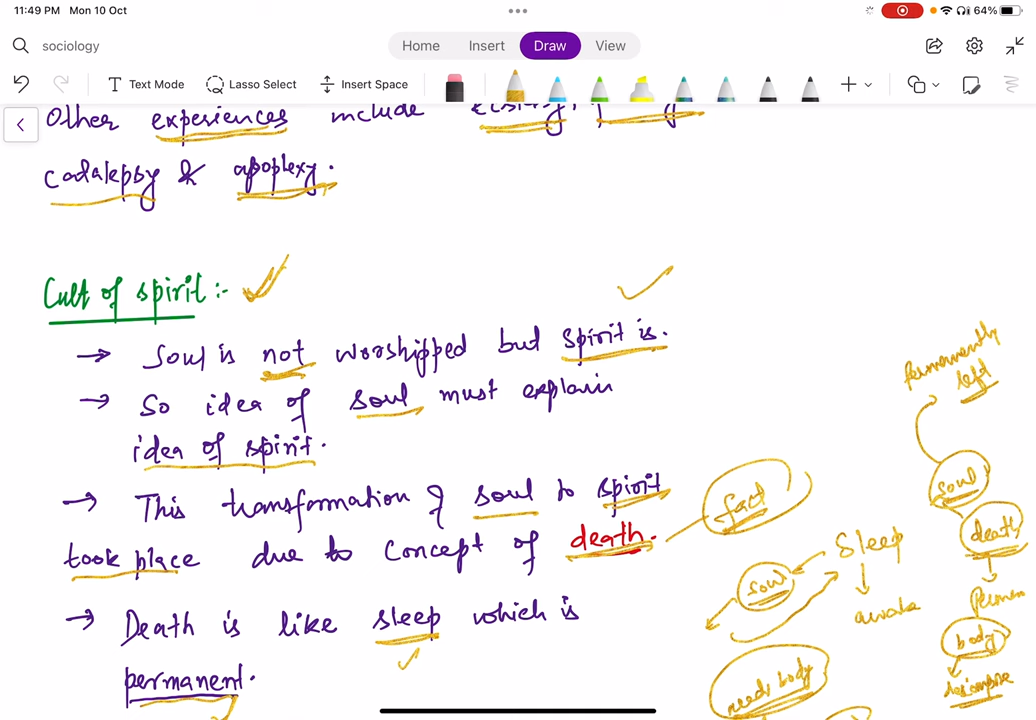 11:49 PM Mon 10 Oct
64%
sociology
Home Insert Draw View
Text Mode Lasso Select Insert Space
Other experiences include
cadalepsy & apoplexy.
Cult of spirit :-
→ Soul is not worshipped but spirit is.
→ So idea of soul must explain
idea of spirit.
→ This transformation of soul to spirit
took place due to concept of death.
→ Death is like sleep which is
permanent.
fact
Sleep
soul
awake
needs body
permanently
left
soul
death
permanen
body
decompose